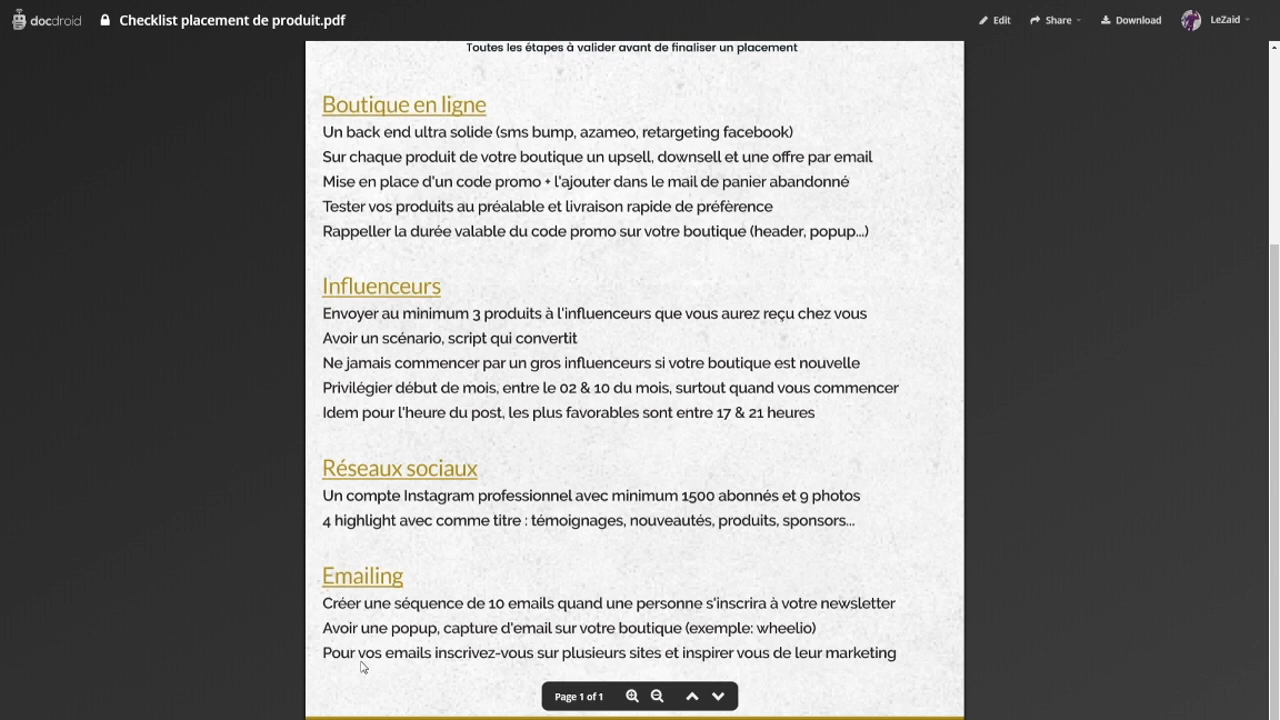 docdroid
Checklist placement de produit.pdf
Edit
Share
Download
LeZaid
Toutes les étapes à valider avant de finaliser un placement
Boutique en ligne
Un back end ultra solide (sms bump, azameo, retargeting facebook)
Sur chaque produit de votre boutique un upsell, downsell et une offre par email
Mise en place d'un code promo + l'ajouter dans le mail de panier abandonné
Tester vos produits au préalable et livraison rapide de préfèrence
Rappeller la durée valable du code promo sur votre boutique (header, popup...)
Influenceurs
Envoyer au minimum 3 produits à l'influenceurs que vous aurez reçu chez vous
Avoir un scénario, script qui convertit
Ne jamais commencer par un gros influenceurs si votre boutique est nouvelle
Privilégier début de mois, entre le 02 & 10 du mois, surtout quand vous commencer
Idem pour l'heure du post, les plus favorables sont entre 17 & 21 heures
Réseaux sociaux
Un compte Instagram professionnel avec minimum 1500 abonnés et 9 photos
4 highlight avec comme titre : témoignages, nouveautés, produits, sponsors...
Emailing
Créer une séquence de 10 emails quand une personne s'inscrira à votre newsletter
Avoir une popup, capture d'email sur votre boutique (exemple: wheelio)
Pour vos emails inscrivez-vous sur plusieurs sites et inspirer vous de leur marketing
Page 1 of 1